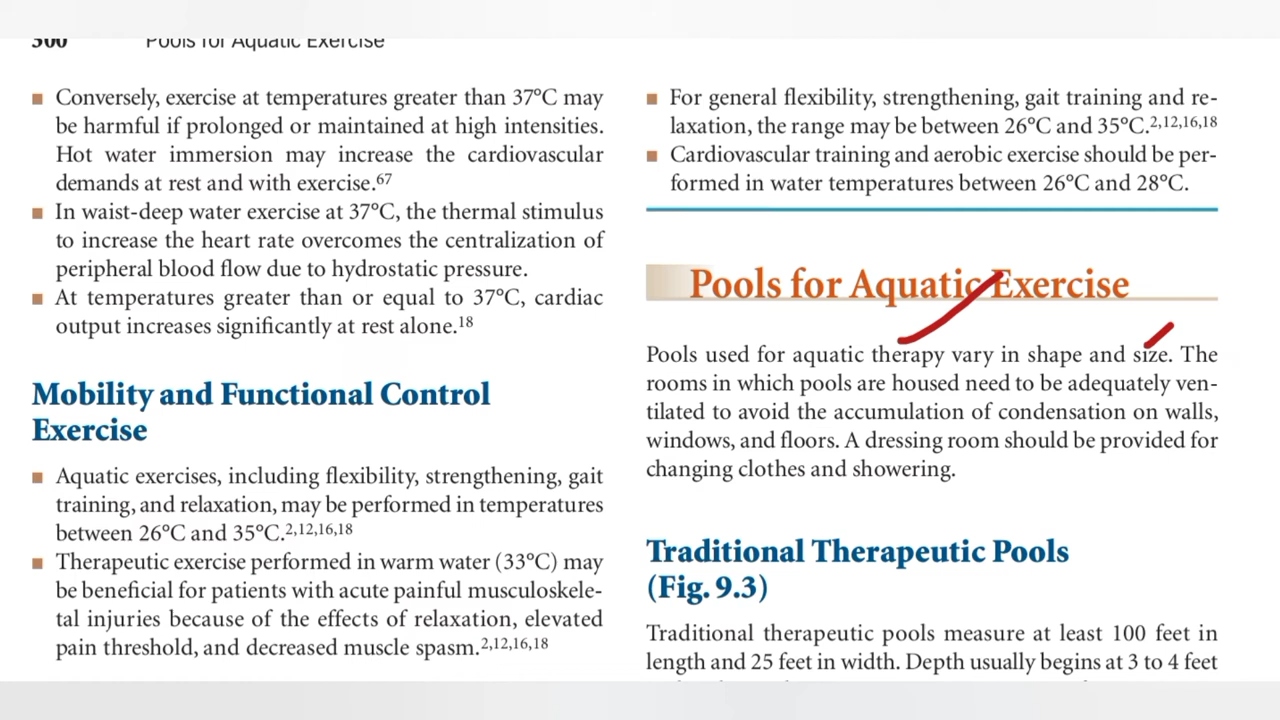 300 Pools for Aquatic Exercise
■ Conversely, exercise at temperatures greater than 37°C may
be harmful if prolonged or maintained at high intensities.
Hot water immersion may increase the cardiovascular
demands at rest and with exercise.67
■ In waist-deep water exercise at 37°C, the thermal stimulus
to increase the heart rate overcomes the centralization of
peripheral blood flow due to hydrostatic pressure.
■ At temperatures greater than or equal to 37°C, cardiac
output increases significantly at rest alone.18
Mobility and Functional Control
Exercise
■ Aquatic exercises, including flexibility, strengthening, gait
training, and relaxation, may be performed in temperatures
between 26°C and 35°C.2,12,16,18
■ Therapeutic exercise performed in warm water (33°C) may
be beneficial for patients with acute painful musculoskele-
tal injuries because of the effects of relaxation, elevated
pain threshold, and decreased muscle spasm.2,12,16,18
■ For general flexibility, strengthening, gait training and re-
laxation, the range may be between 26°C and 35°C.2,12,16,18
■ Cardiovascular training and aerobic exercise should be per-
formed in water temperatures between 26°C and 28°C.
Pools for Aquatic Exercise
Pools used for aquatic therapy vary in shape and size. The
rooms in which pools are housed need to be adequately ven-
tilated to avoid the accumulation of condensation on walls,
windows, and floors. A dressing room should be provided for
changing clothes and showering.
Traditional Therapeutic Pools
(Fig. 9.3)
Traditional therapeutic pools measure at least 100 feet in
length and 25 feet in width. Depth usually begins at 3 to 4 feet